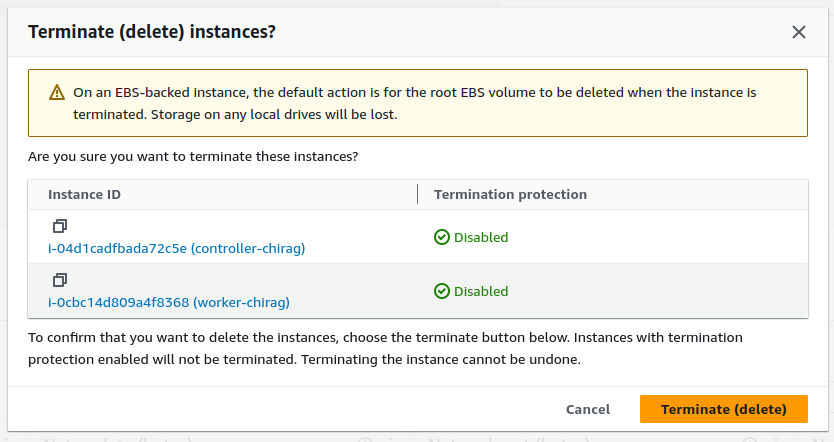 Terminate (delete) instances?
On an EBS-backed instance, the default action is for the root EBS volume to be deleted when the instance is
terminated. Storage on any local drives will be lost.
Are you sure you want to terminate these instances?
Instance ID
Termination protection
i-04d1cadfbada72c5e (controller-chirag)
Disabled
i-0cbc14d809a4f8368 (worker-chirag)
Disabled
To confirm that you want to delete the instances, choose the terminate button below. Instances with termination
protection enabled will not be terminated. Terminating the instance cannot be undone.
Cancel
Terminate (delete)